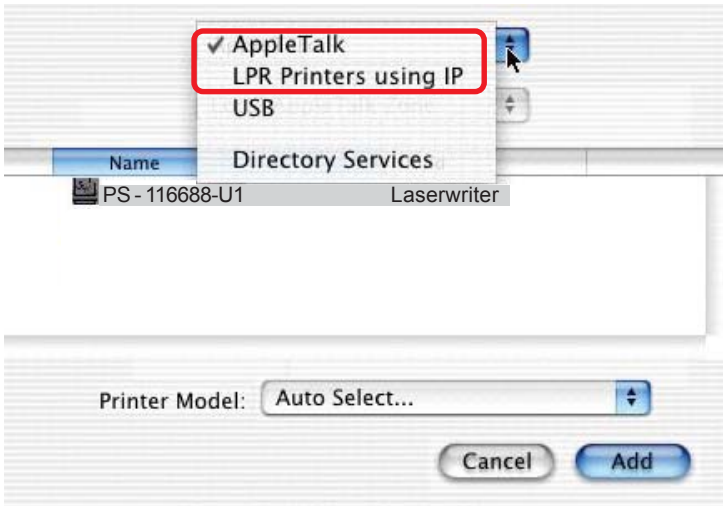 ✓ AppleTalk
LPR Printers using IP
USB
Directory Services
Name
PS - 116688-U1 Laserwriter
Printer Model: Auto Select...
Cancel Add